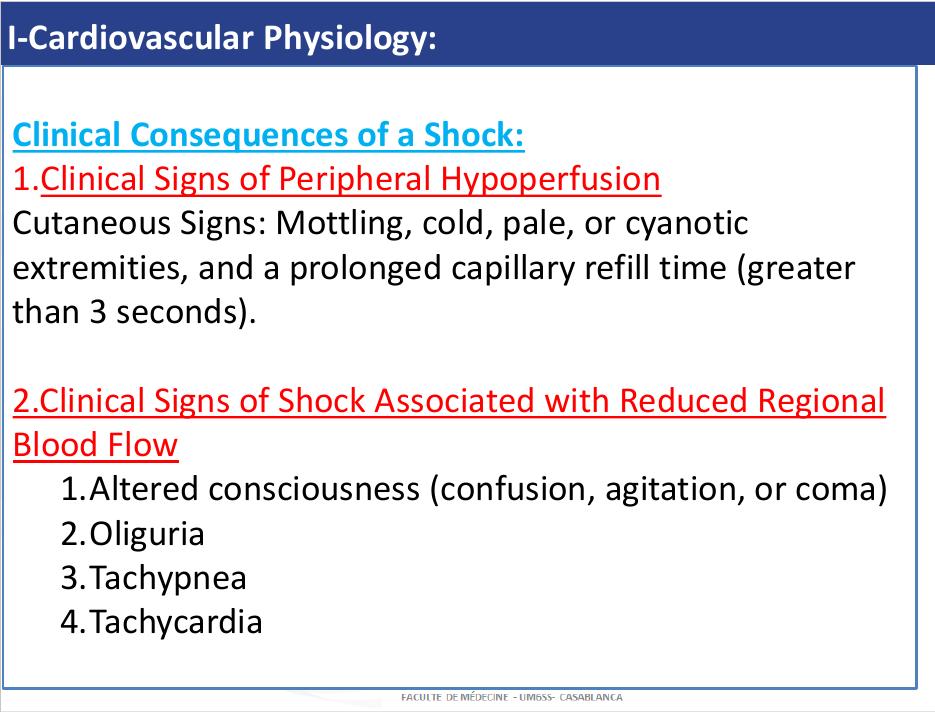 I-Cardiovascular Physiology:
Clinical Consequences of a Shock:
1.Clinical Signs of Peripheral Hypoperfusion
Cutaneous Signs: Mottling, cold, pale, or cyanotic
extremities, and a prolonged capillary refill time (greater
than 3 seconds).
2.Clinical Signs of Shock Associated with Reduced Regional
Blood Flow
1.Altered consciousness (confusion, agitation, or coma)
2.Oliguria
3.Tachypnea
4.Tachycardia
FACULTE DE MÉDECINE - UM6SS- CASABLANCA